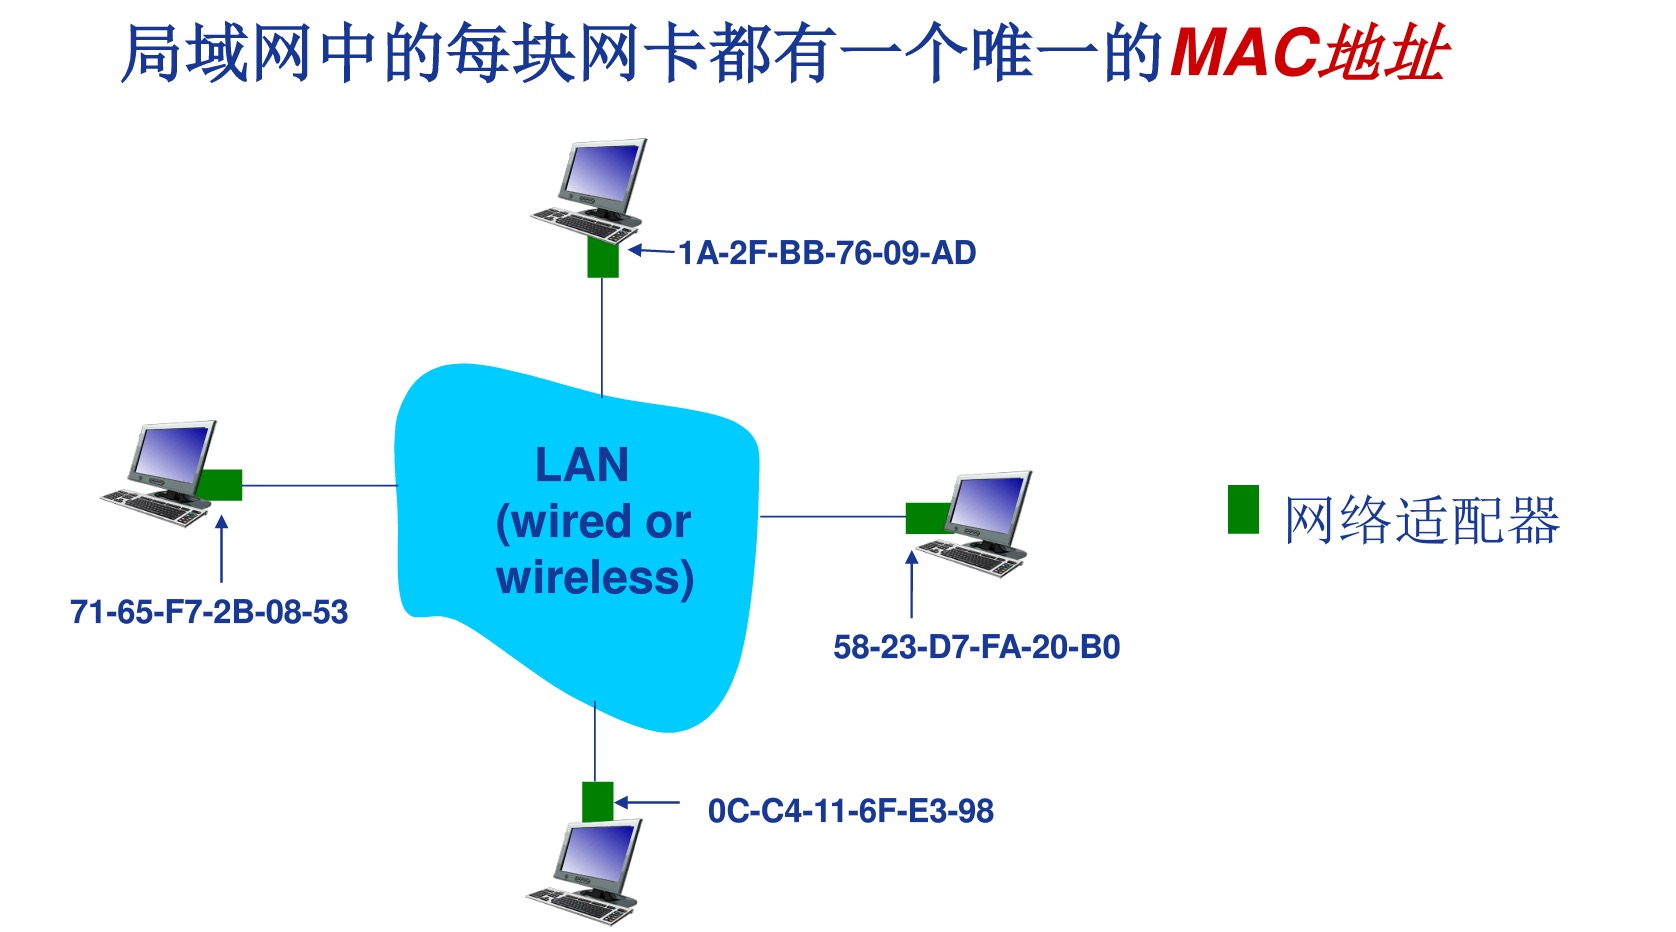 局域网中的每块网卡都有一个唯一的MAC地址
1A-2F-BB-76-09-AD
LAN
(wired or
wireless)
网络适配器
71-65-F7-2B-08-53
58-23-D7-FA-20-B0
0C-C4-11-6F-E3-98